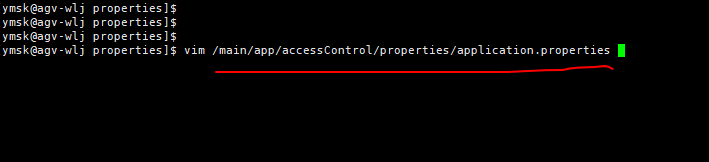 ymsk@agv-wlj properties]$
ymsk@agv-wlj properties]$
ymsk@agv-wlj properties]$
ymsk@agv-wlj properties]$ vim /main/app/accessControl/properties/application.properties